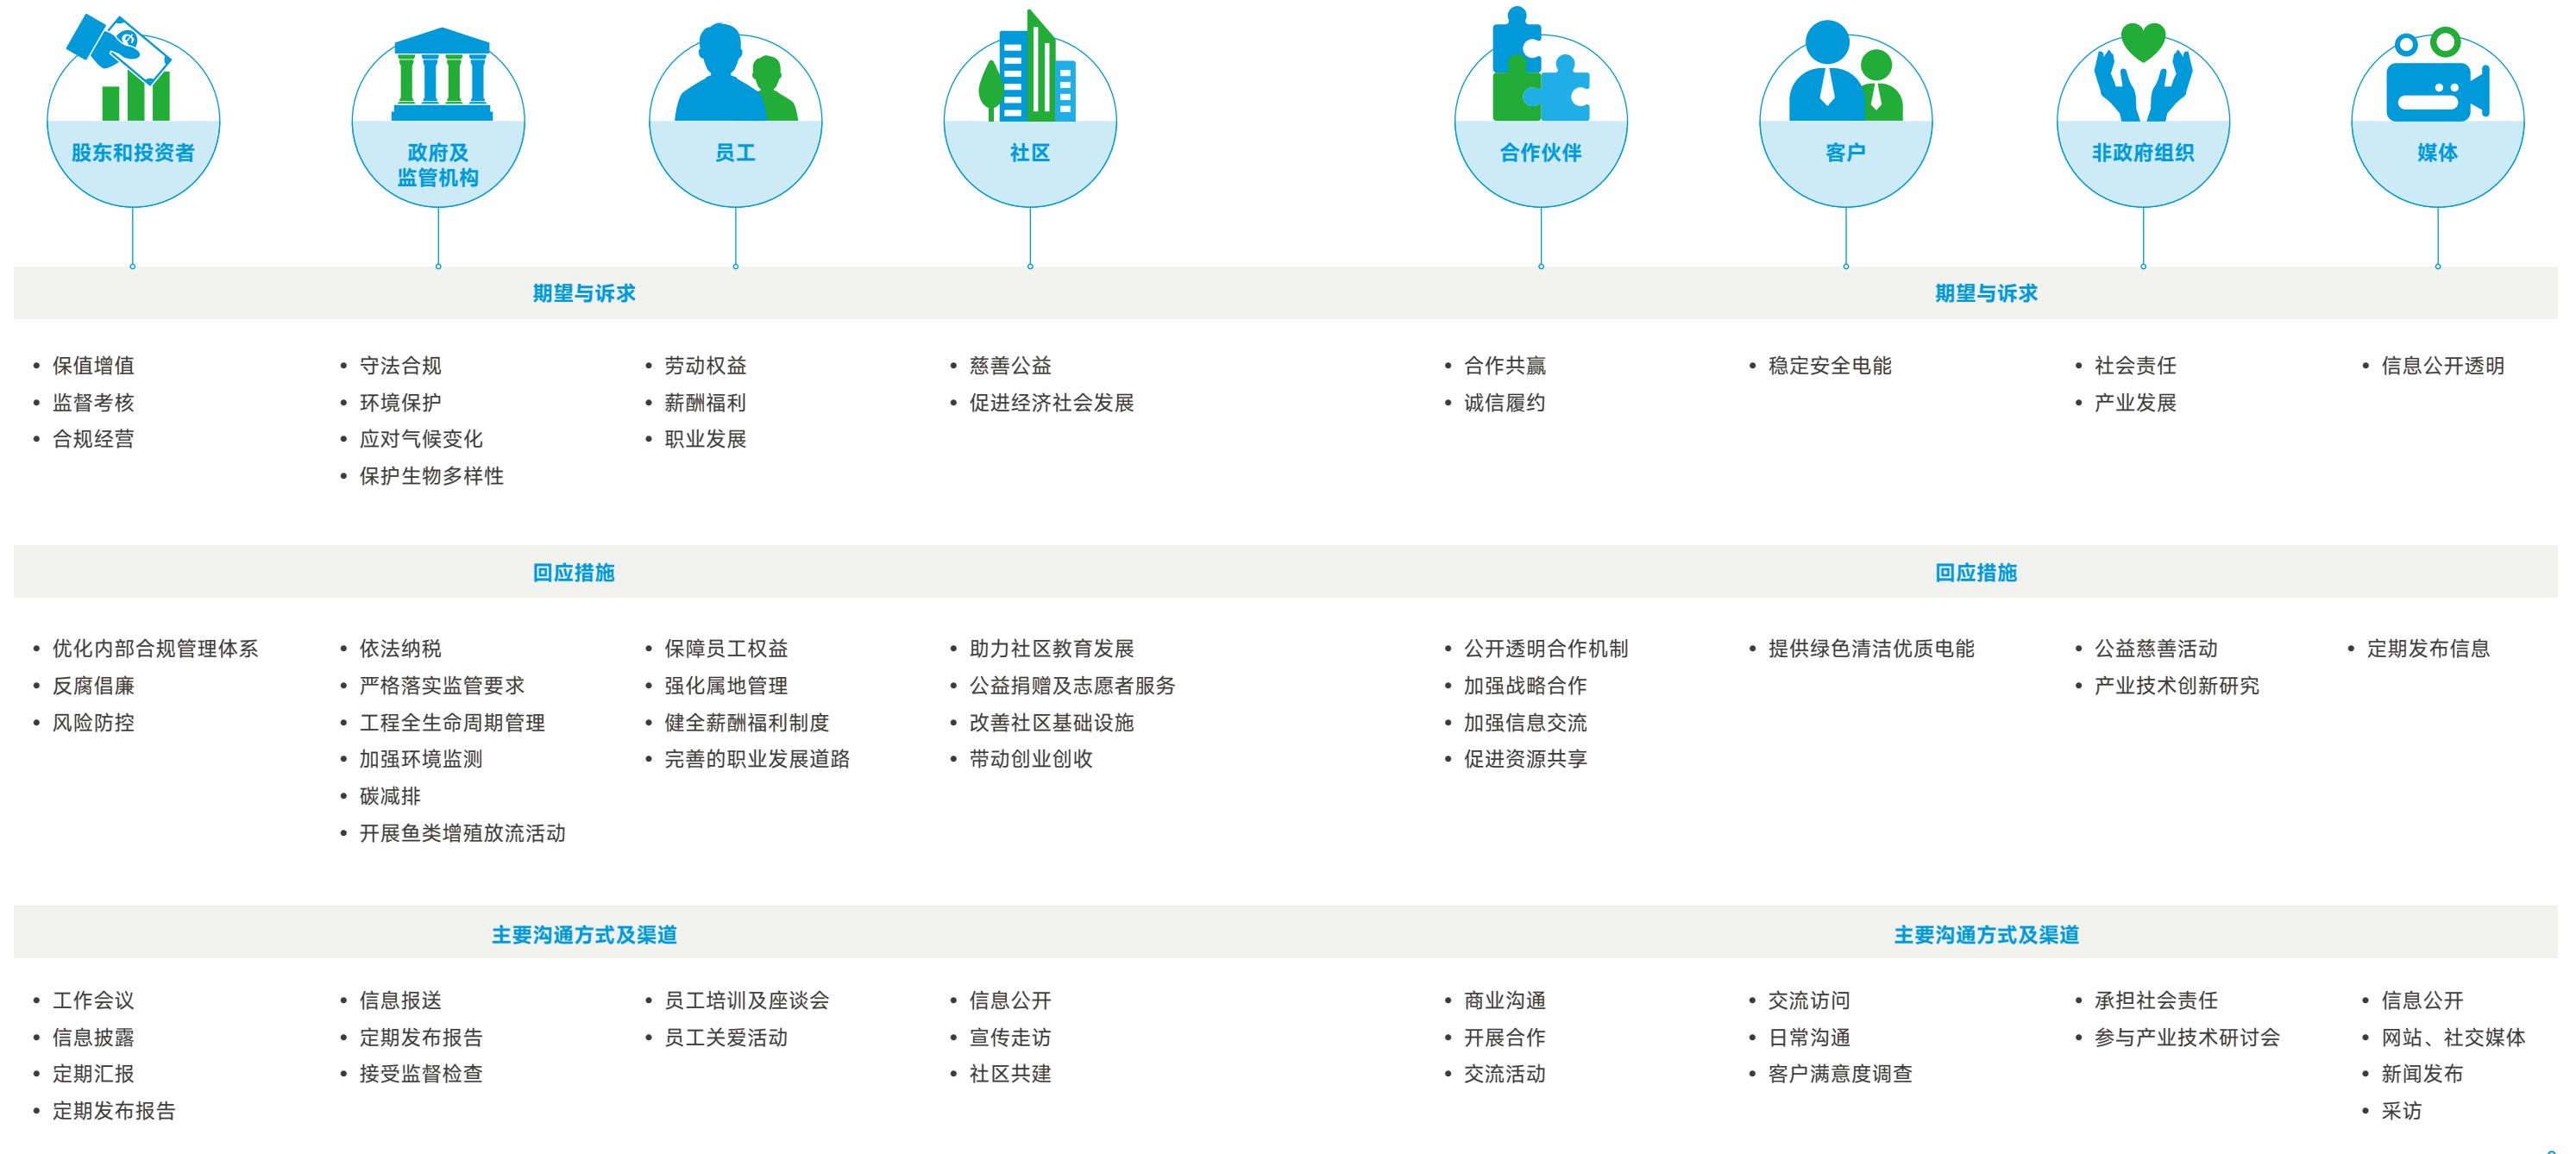 股东和投资者
政府及
监管机构
员工
社区
合作伙伴
客户
非政府组织
媒体
期望与诉求
期望与诉求
• 保值增值
• 监督考核
• 合规经营
• 守法合规
• 环境保护
• 应对气候变化
• 保护生物多样性
• 劳动权益
• 薪酬福利
• 职业发展
• 慈善公益
• 促进经济社会发展
• 合作共赢
• 诚信履约
• 稳定安全电能
• 社会责任
• 产业发展
• 信息公开透明
回应措施
回应措施
• 优化内部合规管理体系
• 反腐倡廉
• 风险防控
• 依法纳税
• 严格落实监管要求
• 工程全生命周期管理
• 加强环境监测
• 碳减排
• 开展鱼类增殖放流活动
• 保障员工权益
• 强化属地管理
• 健全薪酬福利制度
• 完善的职业发展道路
• 助力社区教育发展
• 公益捐赠及志愿者服务
• 改善社区基础设施
• 带动创业创收
• 公开透明合作机制
• 加强战略合作
• 加强信息交流
• 促进资源共享
• 提供绿色清洁优质电能
• 公益慈善活动
• 产业技术创新研究
• 定期发布信息
主要沟通方式及渠道
主要沟通方式及渠道
• 工作会议
• 信息披露
• 定期汇报
• 定期发布报告
• 信息报送
• 定期发布报告
• 接受监督检查
• 员工培训及座谈会
• 员工关爱活动
• 信息公开
• 宣传走访
• 社区共建
• 商业沟通
• 开展合作
• 交流活动
• 交流访问
• 日常沟通
• 客户满意度调查
• 承担社会责任
• 参与产业技术研讨会
• 信息公开
• 网站、社交媒体
• 新闻发布
• 采访